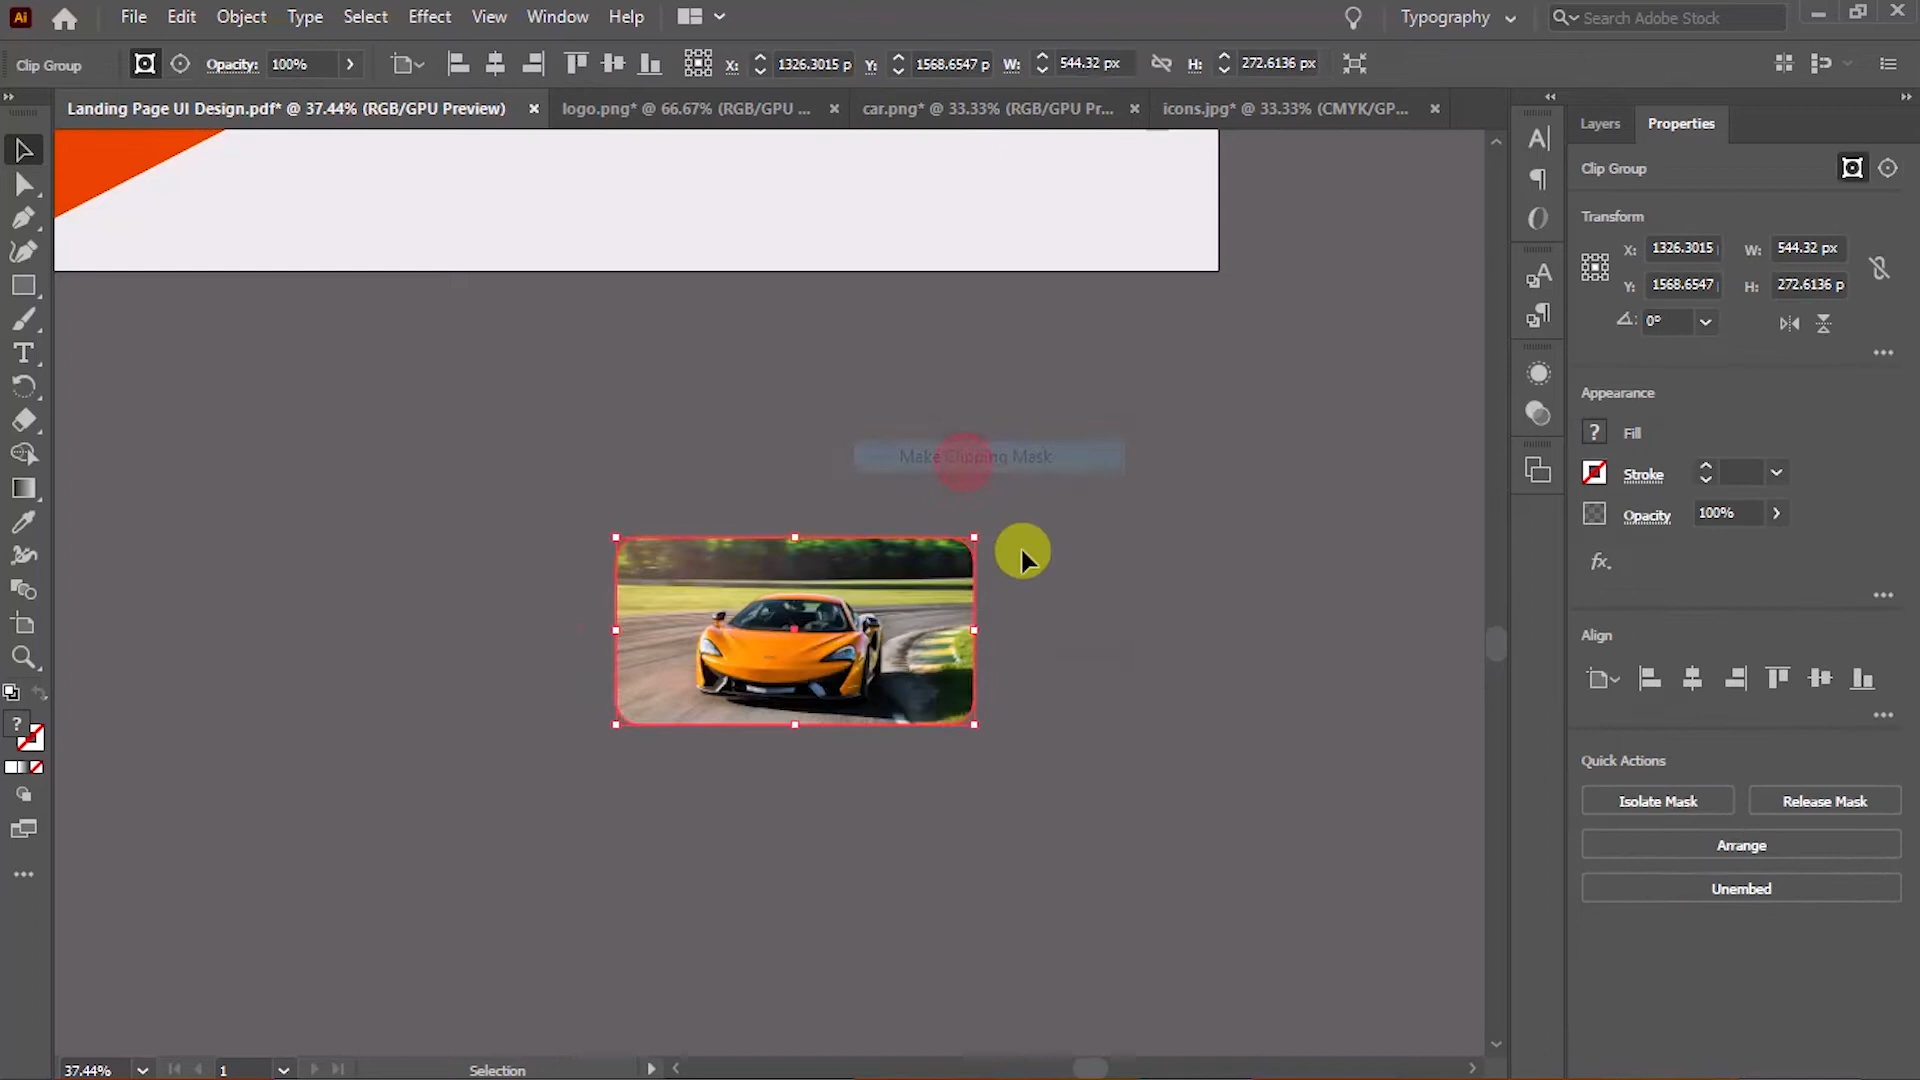 Ai File Edit Object Type Select Effect View Window Help Typography Search Adobe Stock
Clip Group Opacity: 100% X: 1326.3015 p Y: 1568.6547 p W: 544.32 px H: 272.6136 px
Landing Page UI Design.pdf* @ 37.44% (RGB/GPU Preview) × logo.png* @ 66.67% (RGB/GPU ... × car.png* @ 33.33% (RGB/GPU Pr... × icons.jpg* @ 33.33% (CMYK/GP... ×
Layers Properties
Clip Group
Transform
X: 1326.3015 W: 544.32 px
Y: 1568.6547 H: 272.6136 p
0°
Appearance
? Fill
Stroke
Opacity 100%
fx.
Make Clipping Mask
Align
Quick Actions
Isolate Mask Release Mask
Arrange
Unembed
37.44% 1 Selection